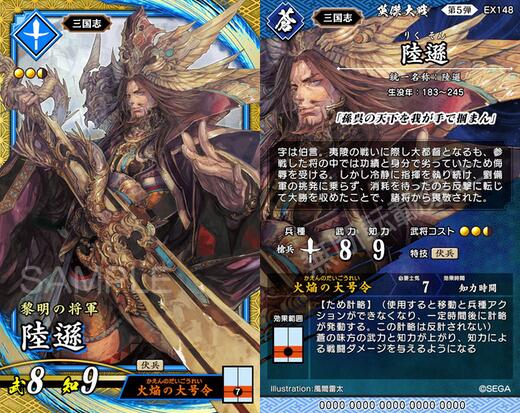 三国志
SAMPLE
黎明の将軍
陸遜
伏兵
武8
知9
かえんのだいごうれい
火焔の大号令
7
蒼
三国志
英傑大戦
第5弾
EX148
りくそん
陸遜
統一名称：陸遜
生没年：183～245
「孫呉の天下を我が手で掴まん」
字は伯言。夷陵の戦いに際し大都督となるも、参
戦した将の中では功績と身分で劣っていたため侮
辱を受ける。しかし冷静に指揮を執り続け、劉備
軍の挑発に乗らず、消耗を待ったのち反撃に転じ
て大勝を収めたことで、諸将から畏敬された。
兵種
武力
知力
武将コスト
槍兵
8
9
特技
伏兵
かえんのだいごうれい
火焔の大号令
必要士気
7
効果時間
知力時間
効果範囲
【ため計略】（使用すると移動と兵種アク
ションができなくなり、一定時間後に計略
が発動する。この計略は反計されない）
蒼の味方の武力と知力が上がり、知力に
よる戦闘ダメージを与えるようになる
Illustration:風間雷太
©SEGA
0000 0000 0000 0000 0000